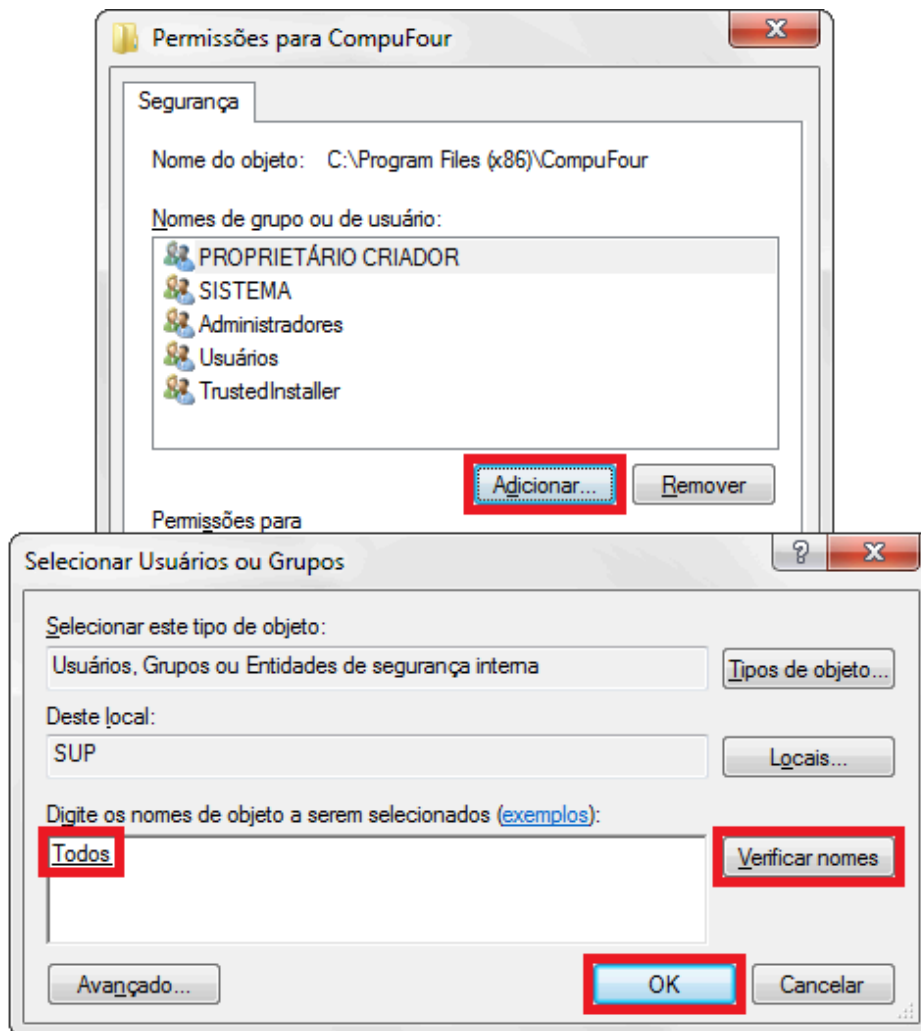 Permissões para CompuFour
Segurança
Nome do objeto: C:\Program Files (x86)\CompuFour
Nomes de grupo ou de usuário:
PROPRIETÁRIO CRIADOR
SISTEMA
Administradores
Usuários
TrustedInstaller
Adicionar... Remover
Permissões para
Selecionar Usuários ou Grupos
Selecionar este tipo de objeto:
Usuários, Grupos ou Entidades de segurança interna Tipos de objeto...
Deste local:
SUP Locais...
Digite os nomes de objeto a serem selecionados (exemplos):
Todos Verificar nomes
Avançado... OK Cancelar